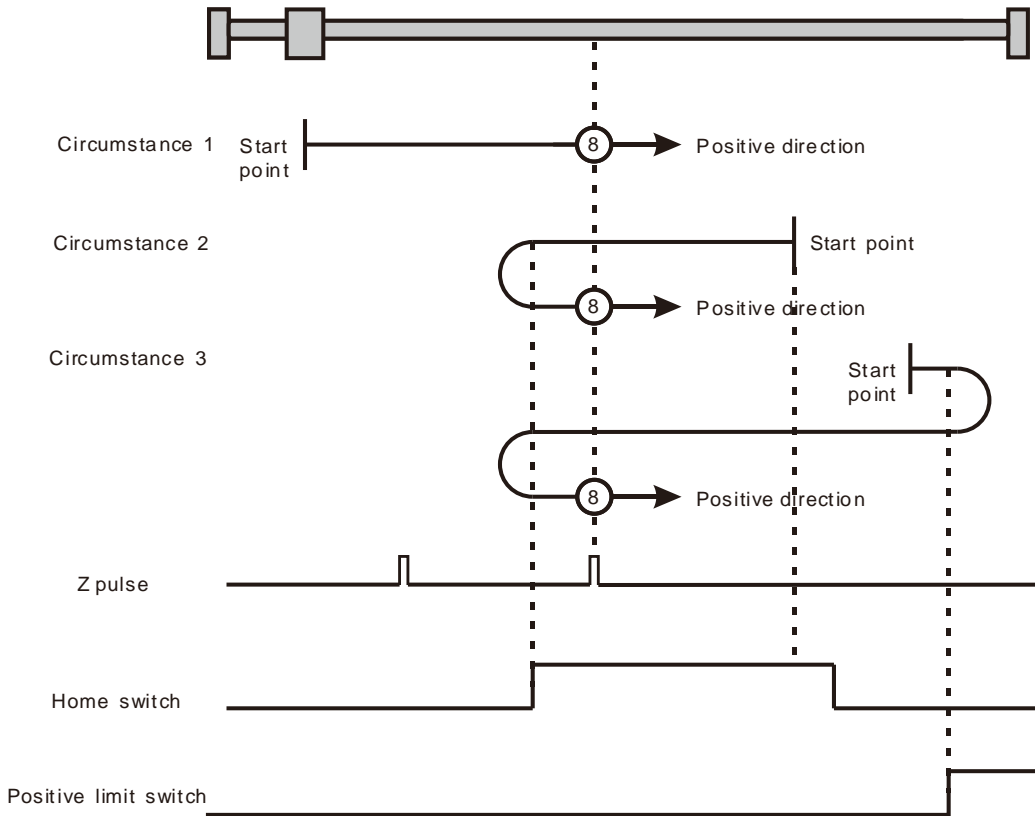 Circumstance 1
Start
point
8
Positive direction
Circumstance 2
Start point
8
Positive direction
Circumstance 3
Start
point
8
Positive direction
Z pulse
Home switch
Positive limit switch